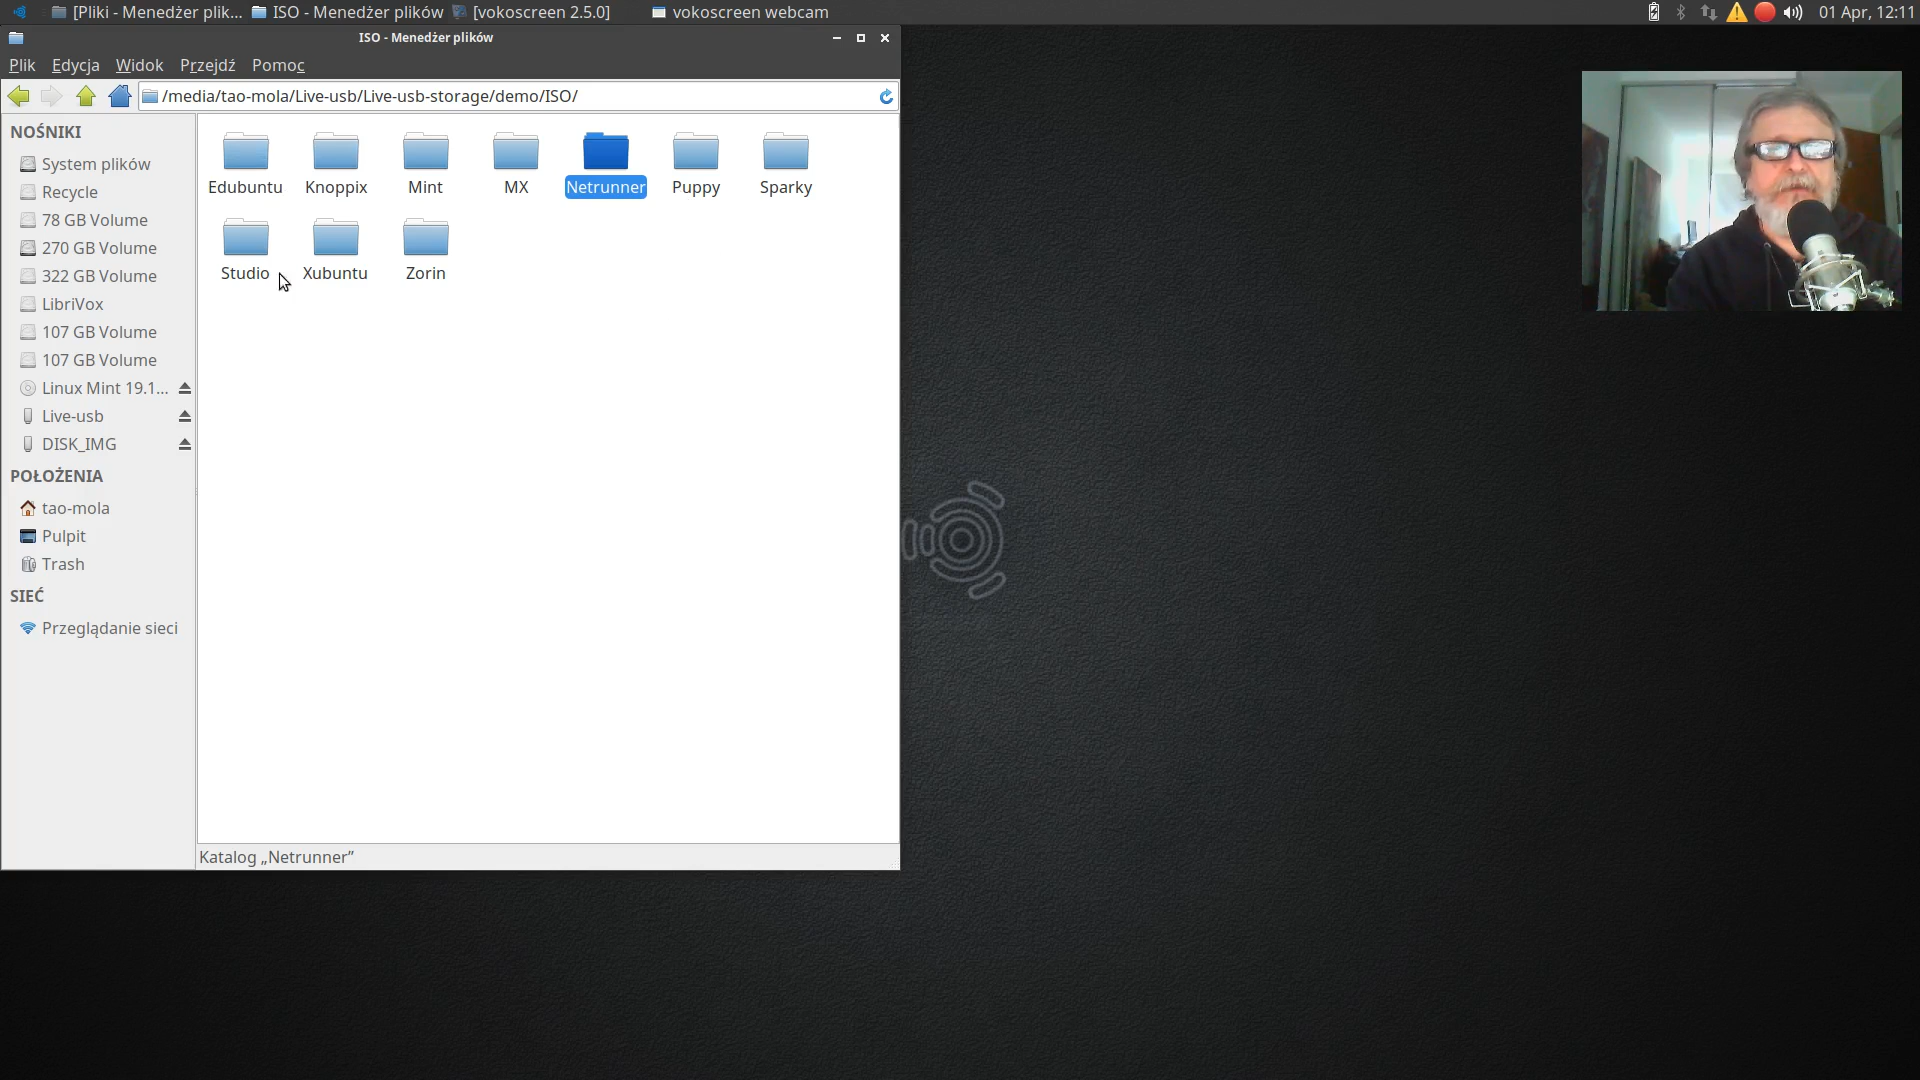 [Pliki - Menedżer plik...
ISO - Menedżer plików
[vokoscreen 2.5.0]
vokoscreen webcam
01 Apr, 12:11
ISO - Menedżer plików
Plik Edycja Widok Przejdź Pomoc
/media/tao-mola/Live-usb/Live-usb-storage/demo/ISO/
NOŚNIKI
System plików
Recycle
78 GB Volume
270 GB Volume
322 GB Volume
LibriVox
107 GB Volume
107 GB Volume
Linux Mint 19.1...
Live-usb
DISK_IMG
POŁOŻENIA
tao-mola
Pulpit
Trash
SIEĆ
Przeglądanie sieci
Edubuntu Knoppix Mint MX Netrunner Puppy Sparky
Studio Xubuntu Zorin
Katalog „Netrunner”